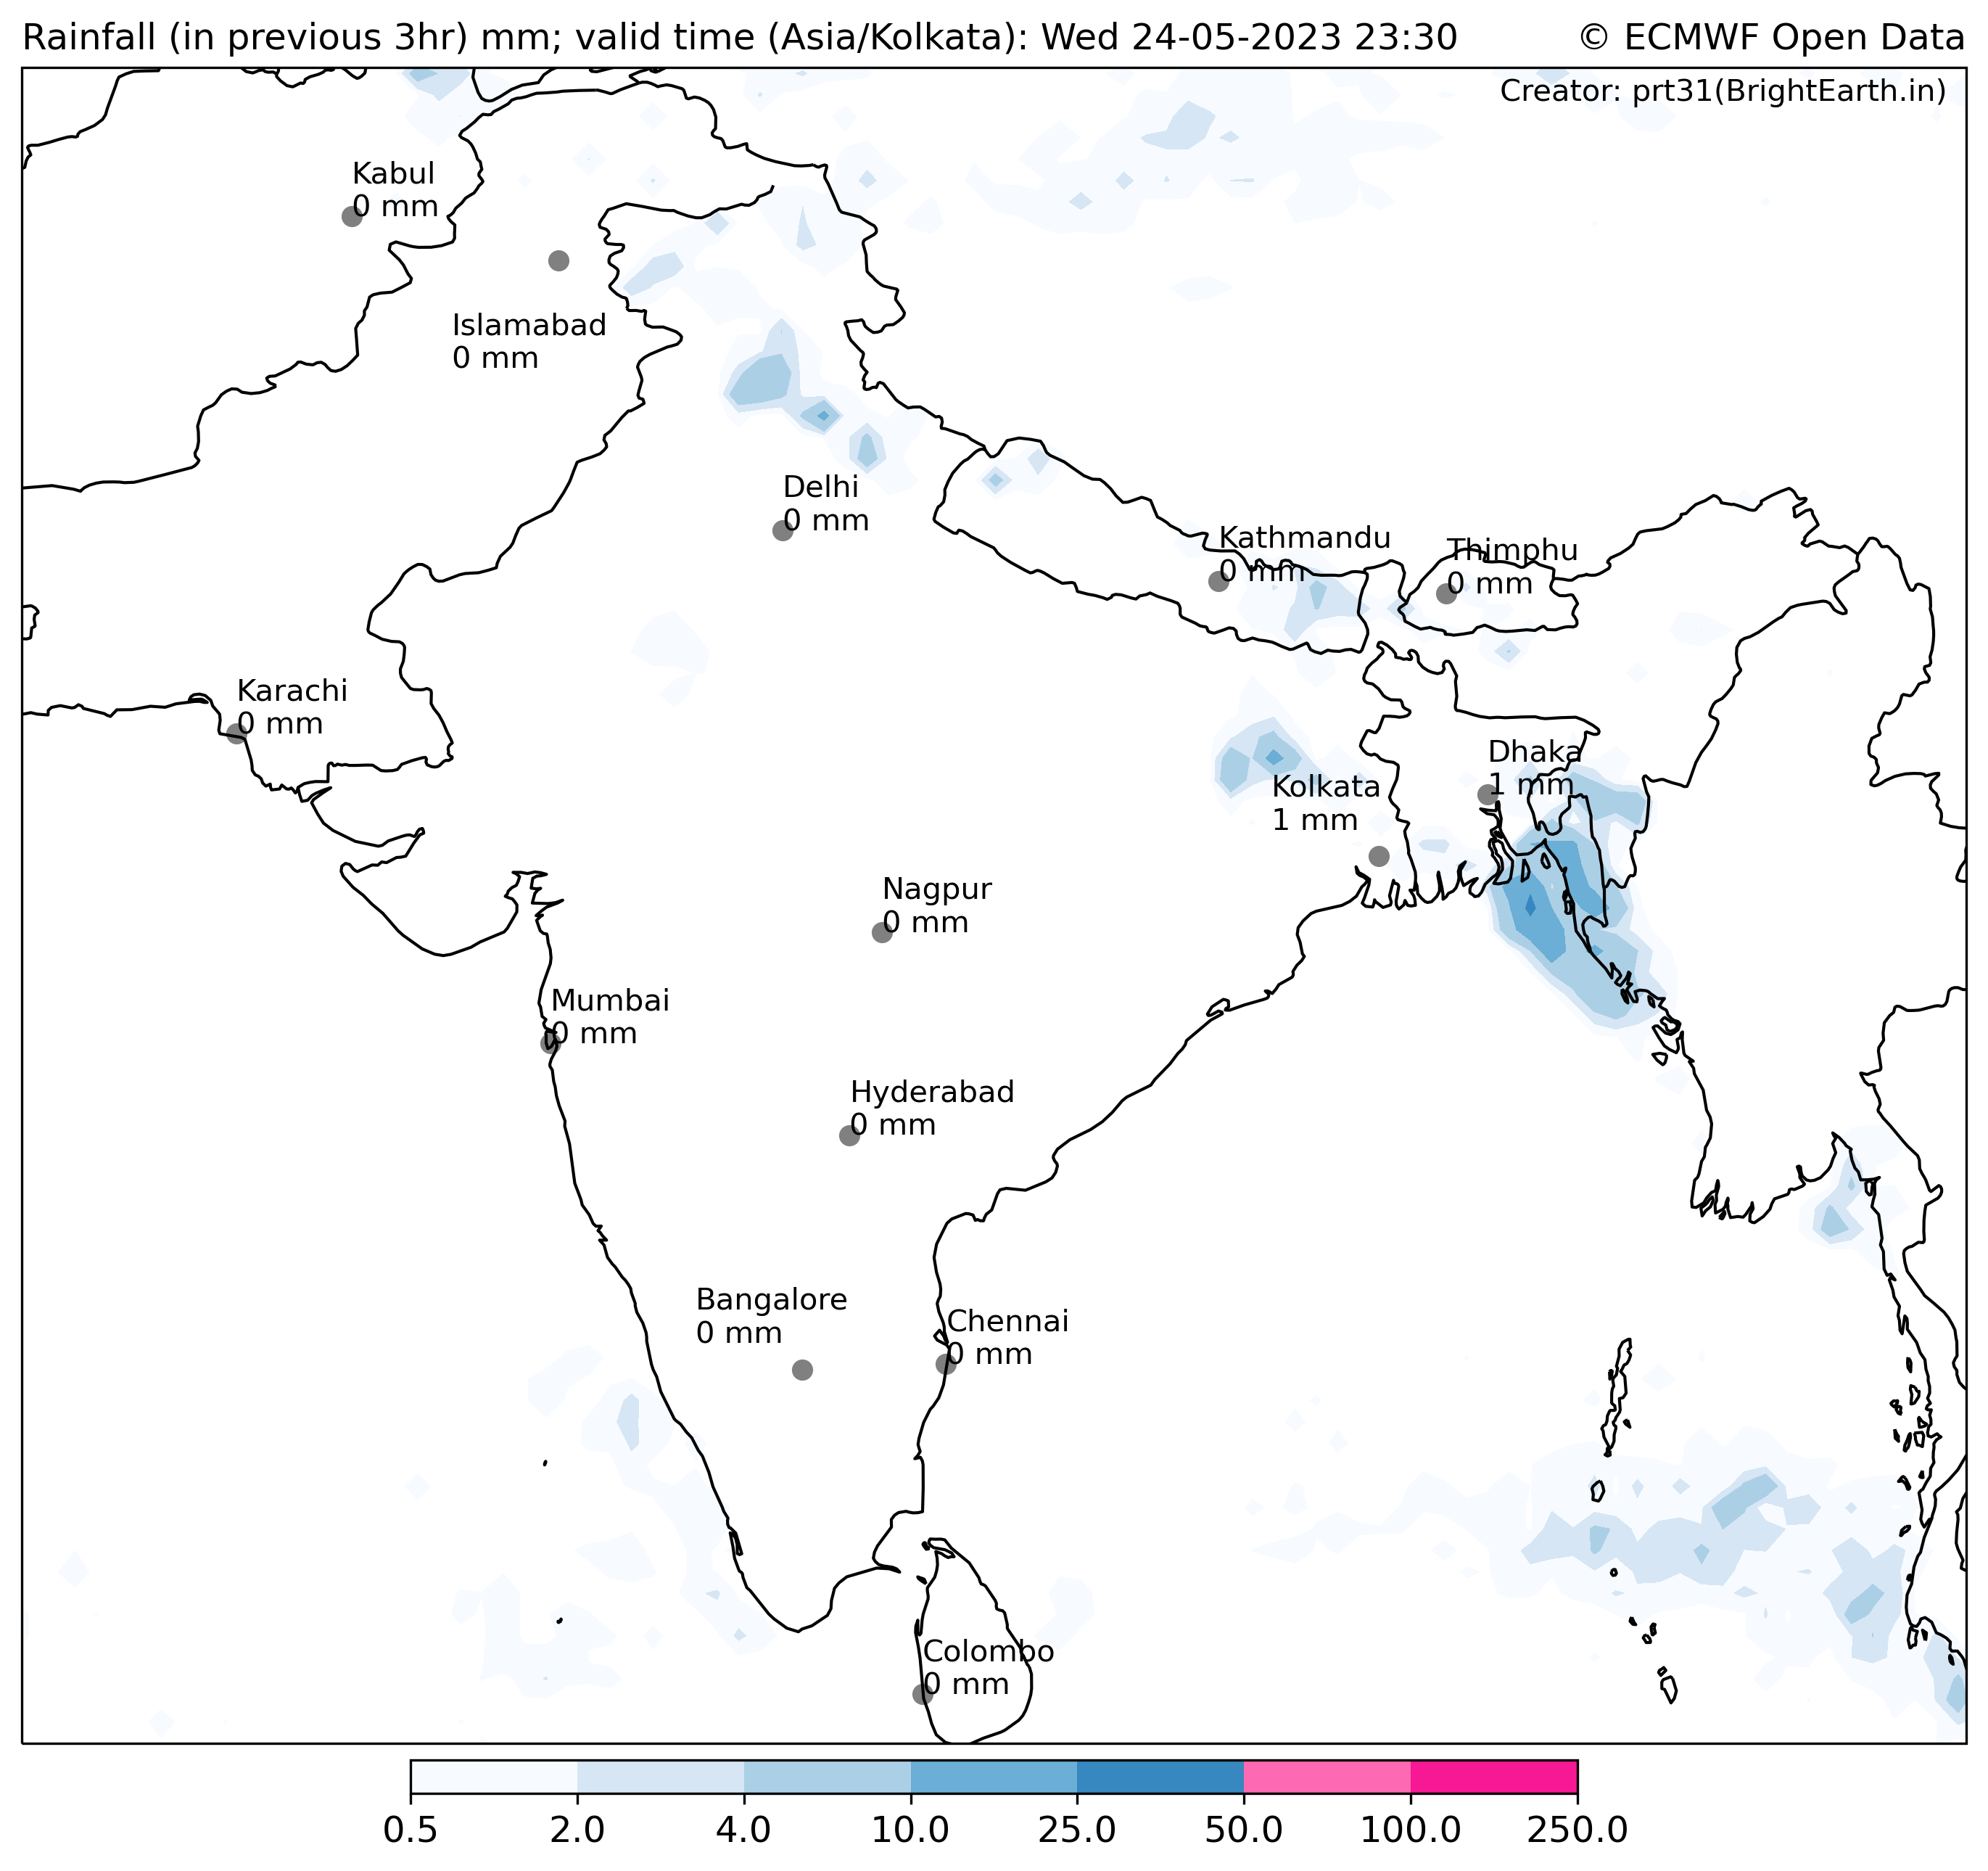 Rainfall (in previous 3hr) mm; valid time (Asia/Kolkata): Wed 24-05-2023 23:30
© ECMWF Open Data
Creator: prt31(BrightEarth.in)
Kabul
0 mm
Islamabad
0 mm
Delhi
0 mm
Kathmandu
0 mm
Thimphu
0 mm
Karachi
0 mm
Dhaka
1 mm
Kolkata
1 mm
Nagpur
0 mm
Mumbai
0 mm
Hyderabad
0 mm
Bangalore
0 mm
Chennai
0 mm
Colombo
0 mm
0.5 2.0 4.0 10.0 25.0 50.0 100.0 250.0